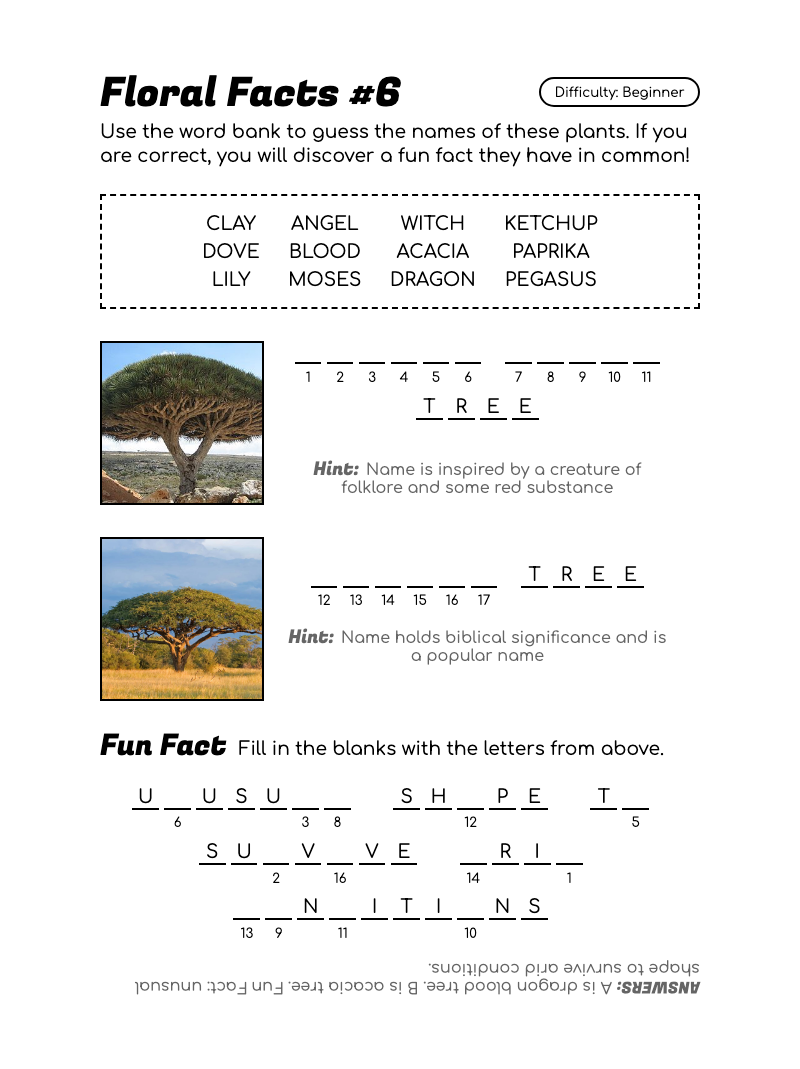 Floral Facts #6
Difficulty: Beginner
Use the word bank to guess the names of these plants. If you
are correct, you will discover a fun fact they have in common!
CLAY ANGEL WITCH KETCHUP
DOVE BLOOD ACACIA PAPRIKA
LILY MOSES DRAGON PEGASUS
1 2 3 4 5 6 7 8 9 10 11
T R E E
Hint: Name is inspired by a creature of
folklore and some red substance
T R E E
12 13 14 15 16 17
Hint: Name holds biblical significance and is
a popular name
Fun Fact Fill in the blanks with the letters from above.
U _ U S U _ _ S H _ P E T _
6 3 8 12 5
S U _ V _ V E _ R I _
2 16 14 1
_ _ N _ I T I _ N S
13 9 11 10
ANSWERS: A is dragon blood tree. B is acacia tree. Fun Fact: unusual
shape to survive arid conditions.